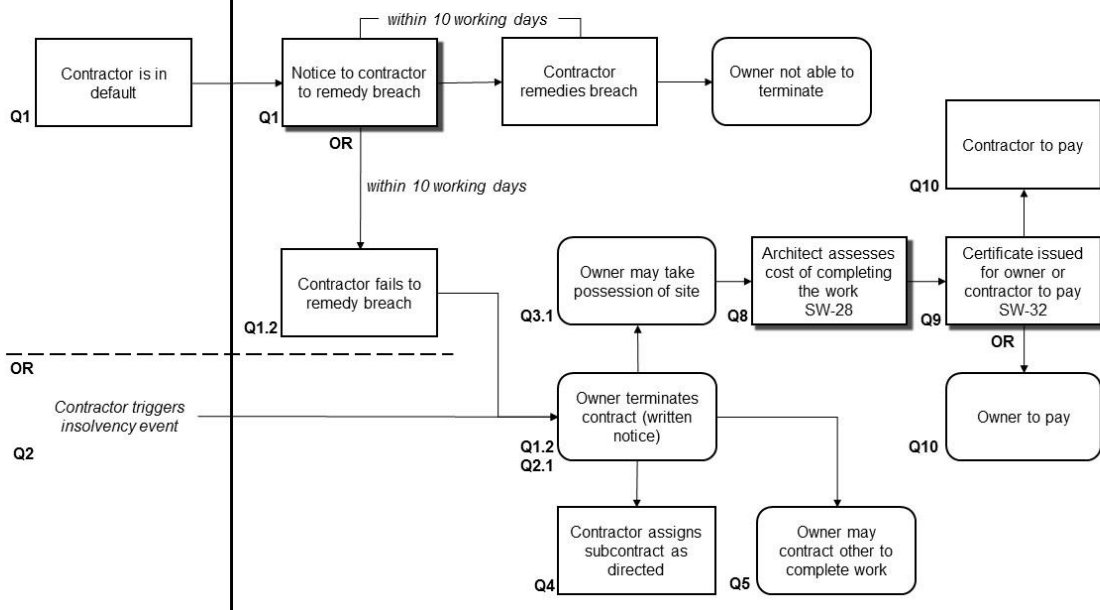 within 10 working days
Contractor is in
default
Q1
Notice to contractor
to remedy breach
Q1
Contractor
remedies breach
Owner not able to
terminate
OR
within 10 working days
Contractor to pay
Q10
Contractor fails to
remedy breach
Q1.2
Owner may take
possession of site
Q3.1
Architect assesses
cost of completing
the work
SW-28
Q8
Certificate issued
for owner or
contractor to pay
SW-32
Q9
OR
OR
Contractor triggers
insolvency event
Q2
Owner terminates
contract (written
notice)
Q1.2
Q2.1
Owner to pay
Q10
Contractor assigns
subcontract as
directed
Q4
Owner may
contract other to
complete work
Q5